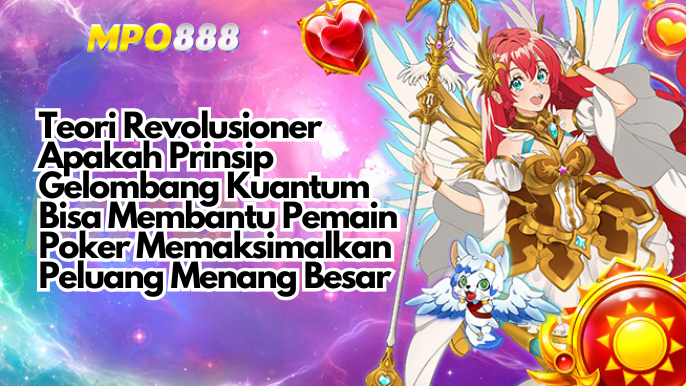 MPO888
Teori Revolusioner
Apakah Prinsip
Gelombang Kuantum
Bisa Membantu Pemain
Poker Memaksimalkan
Peluang Menang Besar